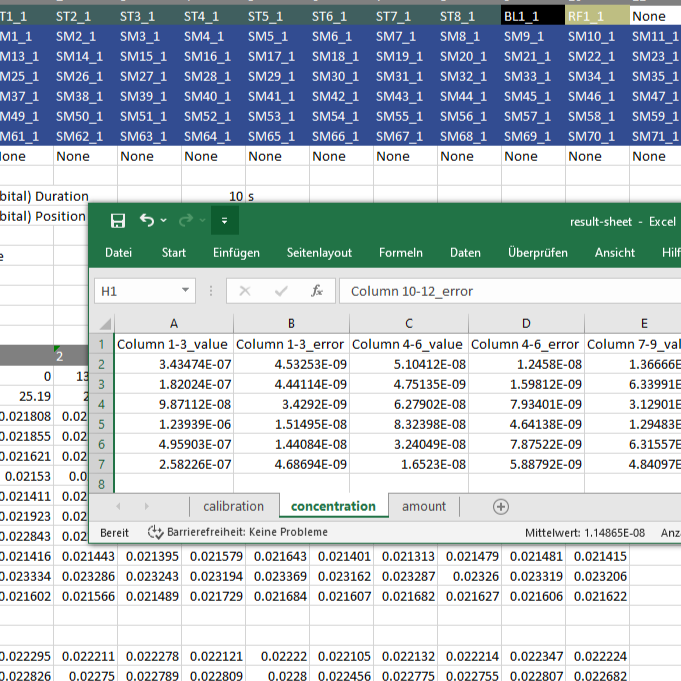 ST1_1 ST2_1 ST3_1 ST4_1 ST5_1 ST6_1 ST7_1 ST8_1 BL1_1 RF1_1 None
SM1_1 SM2_1 SM3_1 SM4_1 SM5_1 SM6_1 SM7_1 SM8_1 SM9_1 SM10_1 SM11_1
SM13_1 SM14_1 SM15_1 SM16_1 SM17_1 SM18_1 SM19_1 SM20_1 SM21_1 SM22_1 SM23_1
SM25_1 SM26_1 SM27_1 SM28_1 SM29_1 SM30_1 SM31_1 SM32_1 SM33_1 SM34_1 SM35_1
SM37_1 SM38_1 SM39_1 SM40_1 SM41_1 SM42_1 SM43_1 SM44_1 SM45_1 SM46_1 SM47_1
SM49_1 SM50_1 SM51_1 SM52_1 SM53_1 SM54_1 SM55_1 SM56_1 SM57_1 SM58_1 SM59_1
SM61_1 SM62_1 SM63_1 SM64_1 SM65_1 SM66_1 SM67_1 SM68_1 SM69_1 SM70_1 SM71_1
None None None None None None None None None None None
bital) Duration 10 s
bital) Position
result-sheet - Excel
Datei Start Einfügen Seitenlayout Formeln Daten Überprüfen Ansicht Hilf
H1 fx Column 10-12_error
A B C D E
1 Column 1-3_value Column 1-3_error Column 4-6_value Column 4-6_error Column 7-9_val
2 3.43474E-07 4.53253E-09 5.10412E-08 1.2458E-08 1.36666E
3 1.82024E-07 4.44114E-09 4.75135E-09 1.59812E-09 6.33991E
4 9.87112E-08 3.4292E-09 6.27902E-08 7.93401E-09 3.12901E
5 1.23939E-06 1.51495E-08 8.32398E-08 4.64138E-09 1.29483E
6 4.95903E-07 1.44084E-08 3.24049E-08 7.87522E-09 6.31557E
7 2.58226E-07 4.68694E-09 1.6523E-08 5.88792E-09 4.84097E
8
calibration concentration amount
Bereit Barrierefreiheit: Keine Probleme Mittelwert: 1.14865E-08 Anz
e
2
0 13
25.19 2
0.021808 0.02
0.021855 0.02
0.021621 0.02
0.02153 0.0
0.021411 0.02
0.021923 0.02
0.022843 0.02
0.021416 0.021443 0.021395 0.021579 0.021643 0.021401 0.021313 0.021479 0.021481 0.021415
0.023334 0.023286 0.023243 0.023194 0.023369 0.023162 0.023287 0.02326 0.023319 0.023206
0.021602 0.021566 0.021489 0.021729 0.021684 0.021607 0.021682 0.021627 0.021606 0.021622
0.022295 0.022211 0.022278 0.022121 0.02222 0.022105 0.022132 0.022214 0.022347 0.022224
0.022826 0.02275 0.022789 0.022809 0.0228 0.022456 0.022775 0.022755 0.022807 0.022682